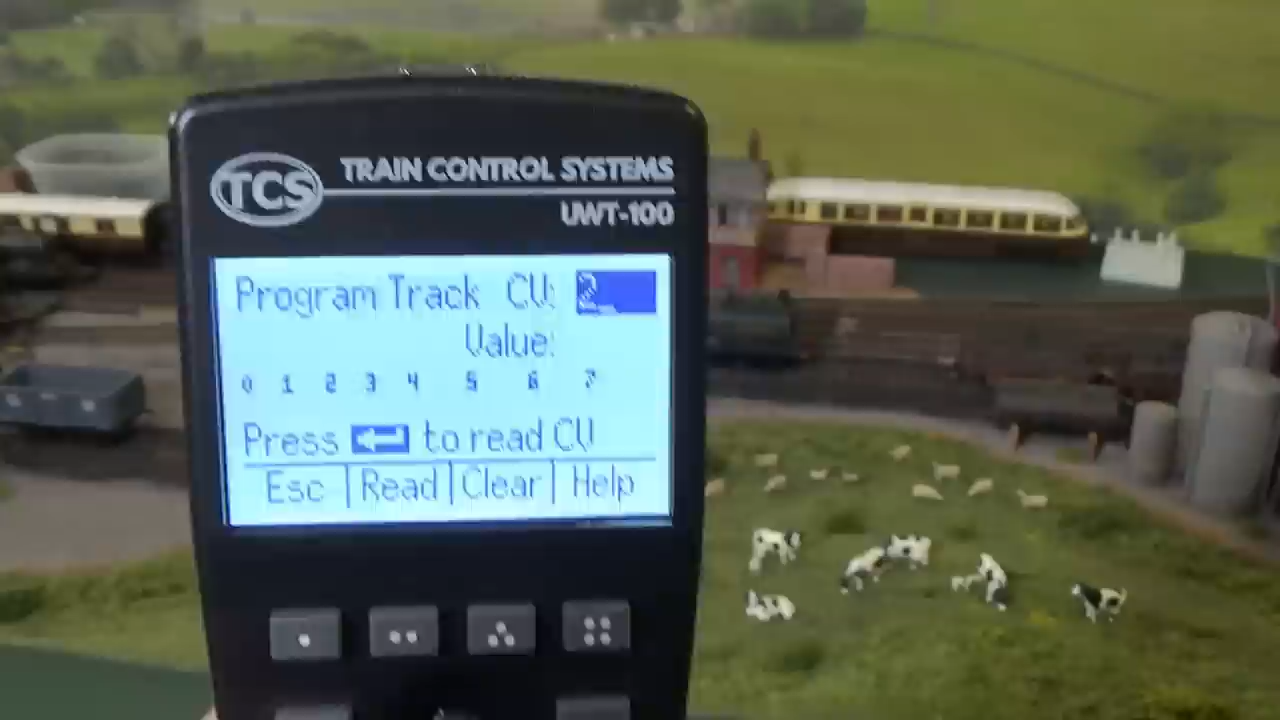 TCS TRAIN CONTROL SYSTEMS
UWT-100
Program Track CV: 2
Value:
0 1 2 3 4 5 6 7
Press to read CV
Esc Read Clear Help